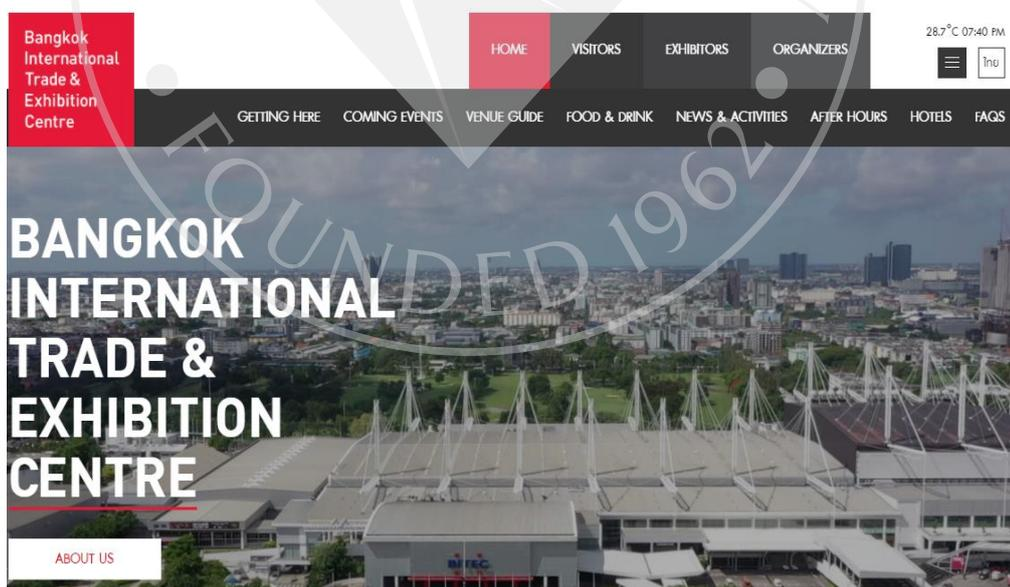 Bangkok
International
Trade &
Exhibition
Centre
HOME VISITORS EXHIBITORS ORGANIZERS
28.7°C 07:40 PM
ไทย
GETTING HERE COMING EVENTS VENUE GUIDE FOOD & DRINK NEWS & ACTIVITIES AFTER HOURS HOTELS FAQS
FOUNDED 1962
BANGKOK
INTERNATIONAL
TRADE &
EXHIBITION
CENTRE
ABOUT US
BITEC